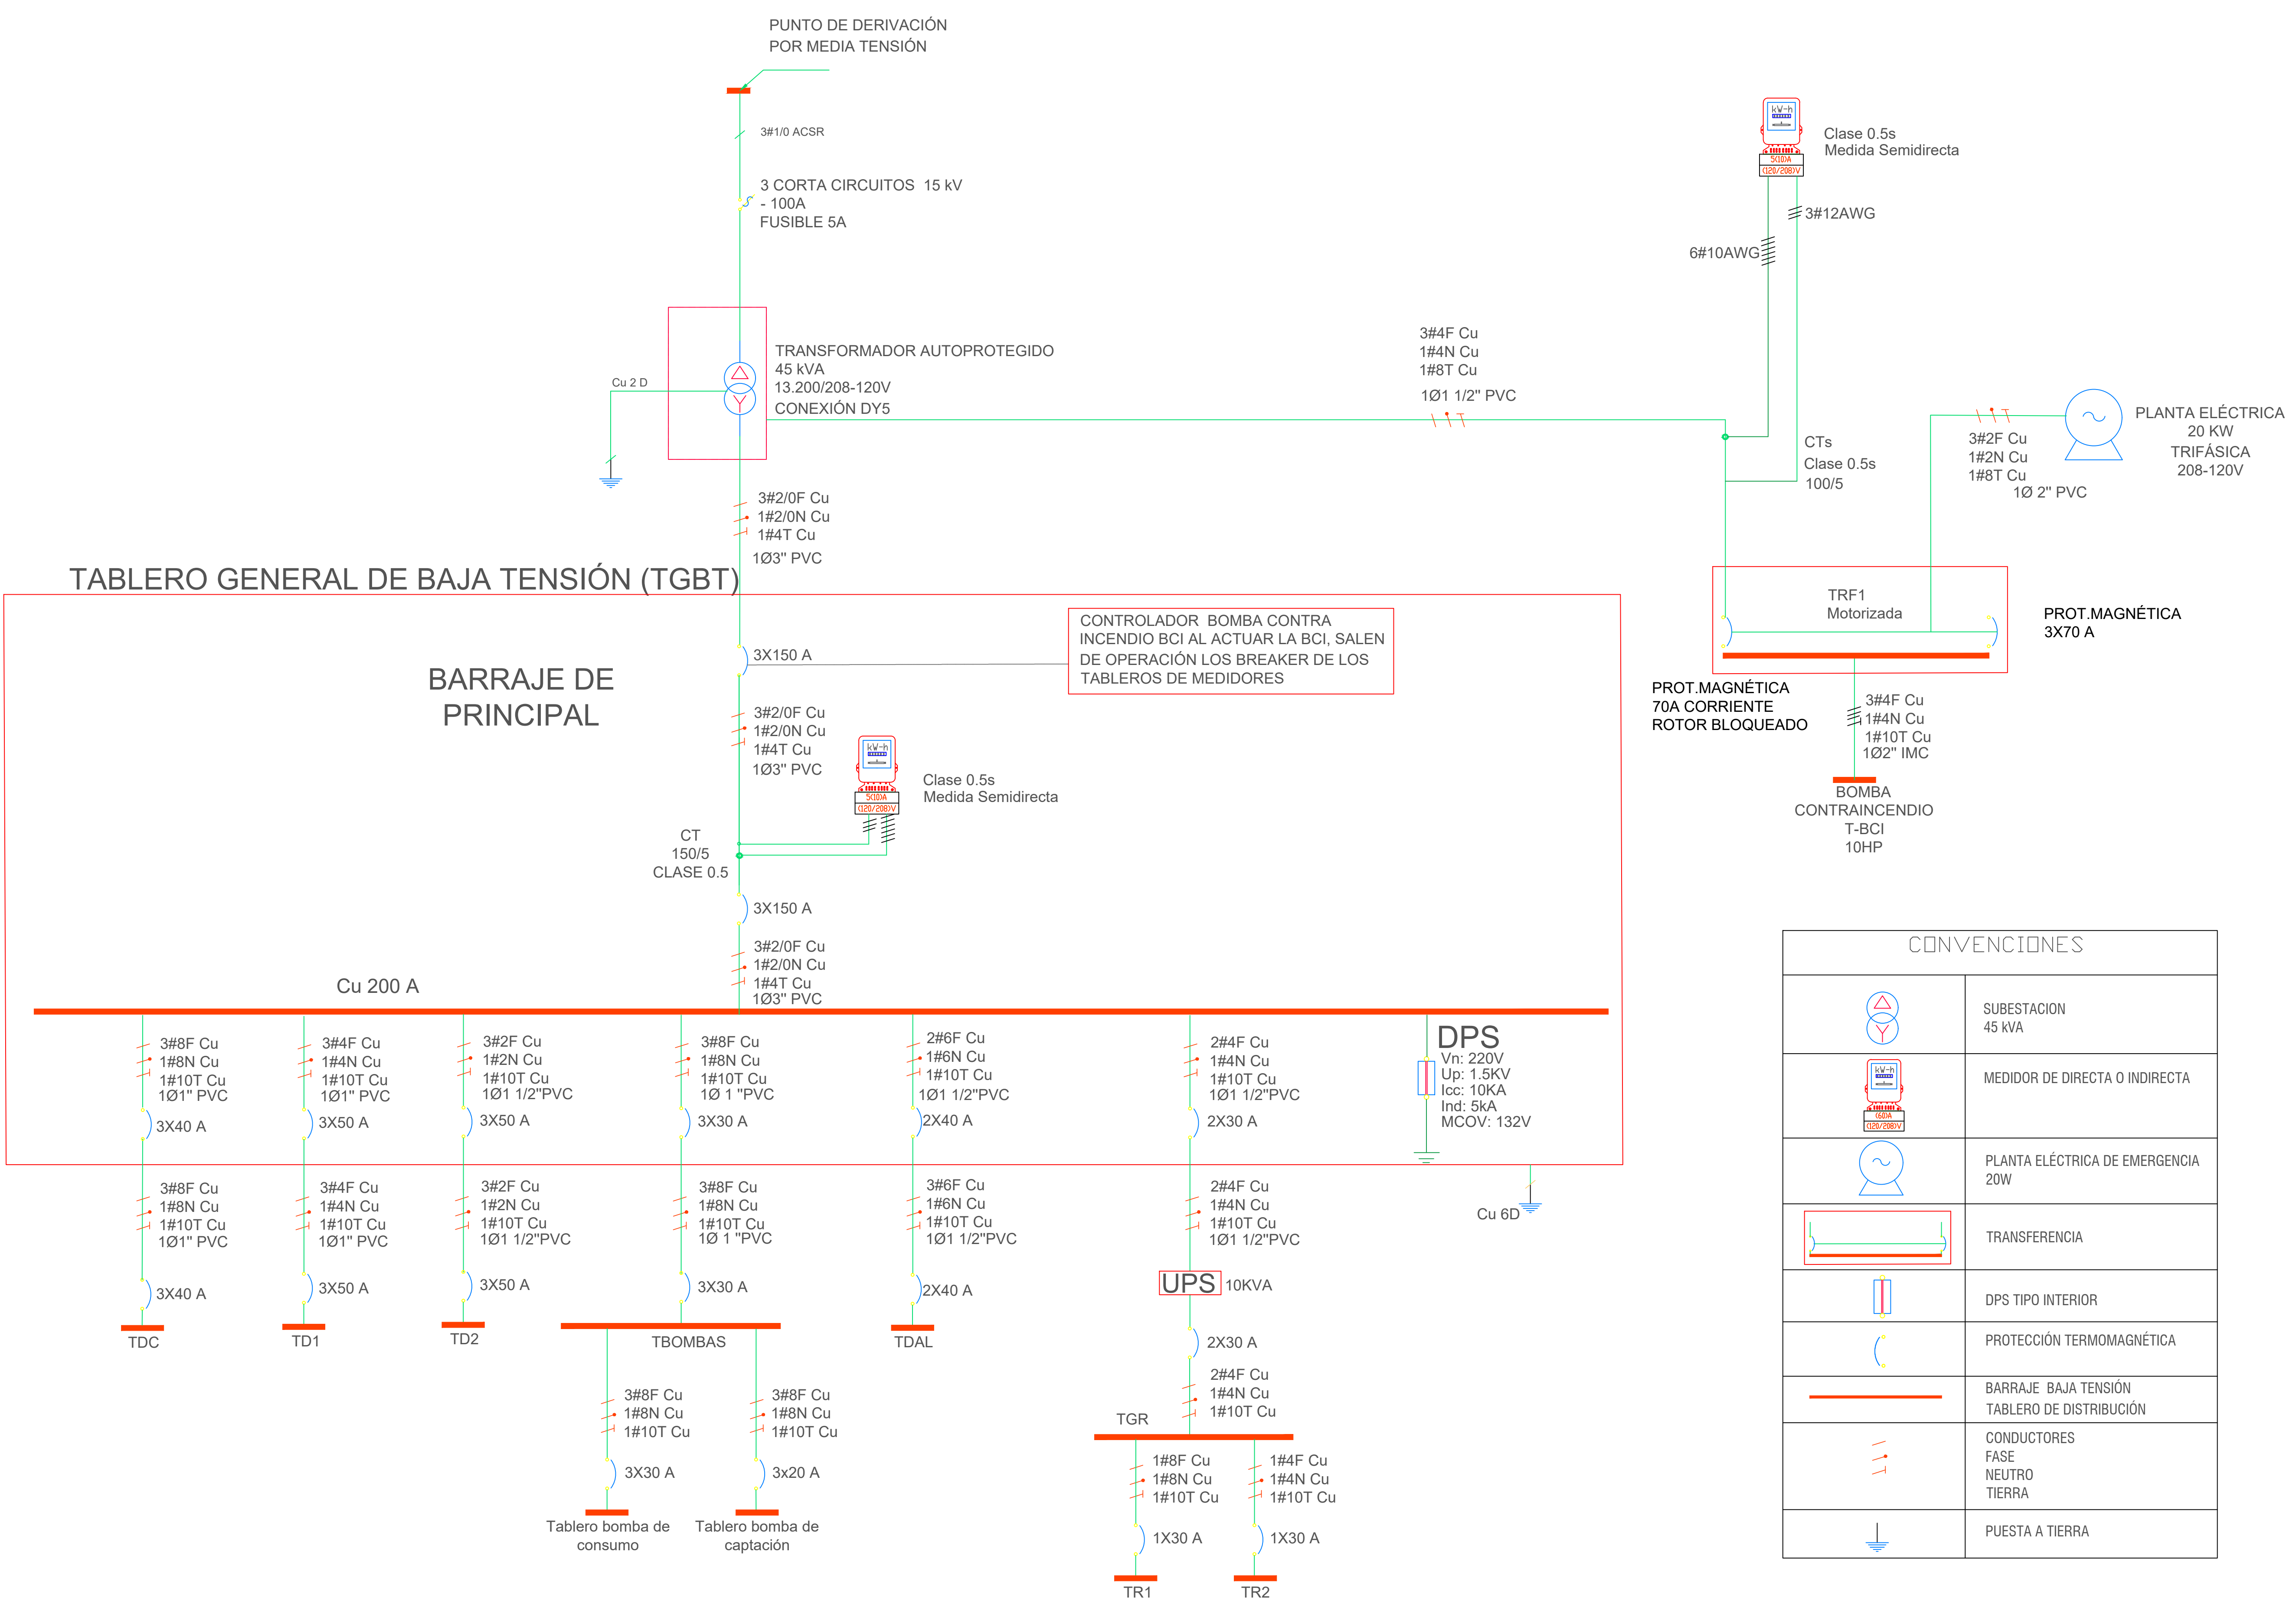 PUNTO DE DERIVACIÓN
POR MEDIA TENSIÓN
3#1/0 ACSR
3 CORTA CIRCUITOS 15 kV
- 100A
FUSIBLE 5A
TRANSFORMADOR AUTOPROTEGIDO
45 kVA
13.200/208-120V
CONEXIÓN DY5
Cu 2 D
3#2/0F Cu
1#2/0N Cu
1#4T Cu
1Ø3" PVC
3#4F Cu
1#4N Cu
1#8T Cu
1Ø1 1/2" PVC
kW-h
5(10)A
(120/208)V
Clase 0.5s
Medida Semidirecta
3#12AWG
6#10AWG
CTs
Clase 0.5s
100/5
3#2F Cu
1#2N Cu
1#8T Cu
1Ø 2" PVC
PLANTA ELÉCTRICA
20 KW
TRIFÁSICA
208-120V
TRF1
Motorizada
PROT.MAGNÉTICA
3X70 A
PROT.MAGNÉTICA
70A CORRIENTE
ROTOR BLOQUEADO
3#4F Cu
1#4N Cu
1#10T Cu
1Ø2" IMC
BOMBA
CONTRAINCENDIO
T-BCI
10HP
TABLERO GENERAL DE BAJA TENSIÓN (TGBT)
BARRAJE DE
PRINCIPAL
3X150 A
CONTROLADOR BOMBA CONTRA
INCENDIO BCI AL ACTUAR LA BCI, SALEN
DE OPERACIÓN LOS BREAKER DE LOS
TABLEROS DE MEDIDORES
3#2/0F Cu
1#2/0N Cu
1#4T Cu
1Ø3" PVC
kW-h
5(10)A
(120/208)V
Clase 0.5s
Medida Semidirecta
CT
150/5
CLASE 0.5
3X150 A
3#2/0F Cu
1#2/0N Cu
1#4T Cu
1Ø3" PVC
Cu 200 A
3#8F Cu
1#8N Cu
1#10T Cu
1Ø1" PVC
3X40 A
3#4F Cu
1#4N Cu
1#10T Cu
1Ø1" PVC
3X50 A
3#2F Cu
1#2N Cu
1#10T Cu
1Ø1 1/2"PVC
3X50 A
3#8F Cu
1#8N Cu
1#10T Cu
1Ø 1 "PVC
3X30 A
2#6F Cu
1#6N Cu
1#10T Cu
1Ø1 1/2"PVC
2X40 A
2#4F Cu
1#4N Cu
1#10T Cu
1Ø1 1/2"PVC
2X30 A
DPS
Vn: 220V
Up: 1.5KV
Icc: 10KA
Ind: 5kA
MCOV: 132V
Cu 6D
3#8F Cu
1#8N Cu
1#10T Cu
1Ø1" PVC
3X40 A
TDC
3#4F Cu
1#4N Cu
1#10T Cu
1Ø1" PVC
3X50 A
TD1
3#2F Cu
1#2N Cu
1#10T Cu
1Ø1 1/2"PVC
3X50 A
TD2
3#8F Cu
1#8N Cu
1#10T Cu
1Ø 1 "PVC
3X30 A
TBOMBAS
3#6F Cu
1#6N Cu
1#10T Cu
1Ø1 1/2"PVC
2X40 A
TDAL
2#4F Cu
1#4N Cu
1#10T Cu
1Ø1 1/2"PVC
UPS 10KVA
2X30 A
2#4F Cu
1#4N Cu
1#10T Cu
TGR
3#8F Cu
1#8N Cu
1#10T Cu
3X30 A
Tablero bomba de
consumo
3#8F Cu
1#8N Cu
1#10T Cu
3x20 A
Tablero bomba de
captación
1#8F Cu
1#8N Cu
1#10T Cu
1X30 A
TR1
1#4F Cu
1#4N Cu
1#10T Cu
1X30 A
TR2
CONVENCIONES
SUBESTACION
45 kVA
kW-h
(60)A
(120/208)V
MEDIDOR DE DIRECTA O INDIRECTA
PLANTA ELÉCTRICA DE EMERGENCIA
20W
TRANSFERENCIA
DPS TIPO INTERIOR
PROTECCIÓN TERMOMAGNÉTICA
BARRAJE BAJA TENSIÓN
TABLERO DE DISTRIBUCIÓN
CONDUCTORES
FASE
NEUTRO
TIERRA
PUESTA A TIERRA